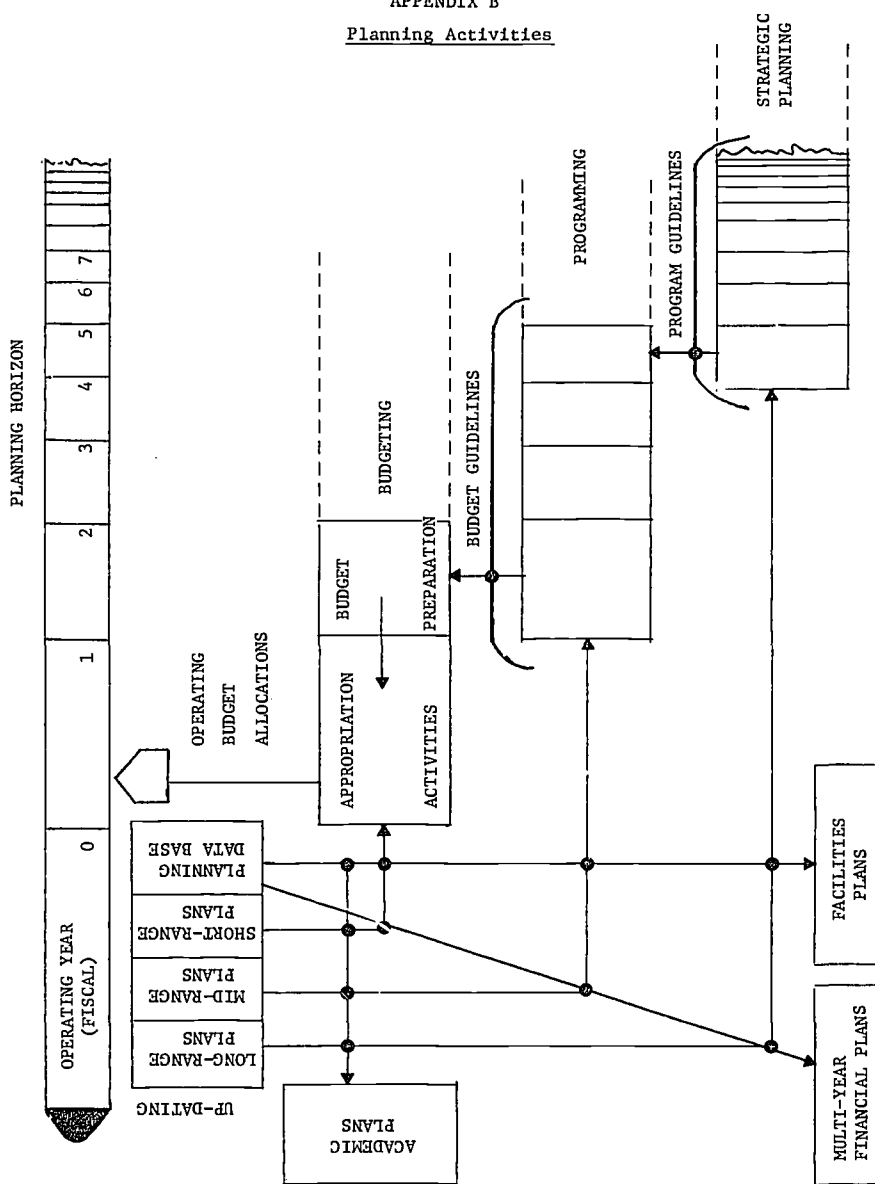 APPENDIX B
Planning Activities
PLANNING HORIZON
OPERATING YEAR
(FISCAL)
0
1
2
3
4
5
6
7
UP-DATING
LONG-RANGE
PLANS
MID-RANGE
PLANS
SHORT-RANGE
PLANS
PLANNING
DATA BASE
OPERATING
BUDGET
ALLOCATIONS
ACADEMIC
PLANS
APPROPRIATION
ACTIVITIES
BUDGET
PREPARATION
BUDGETING
BUDGET GUIDELINES
PROGRAMMING
PROGRAM GUIDELINES
STRATEGIC
PLANNING
MULTI-YEAR
FINANCIAL PLANS
FACILITIES
PLANS